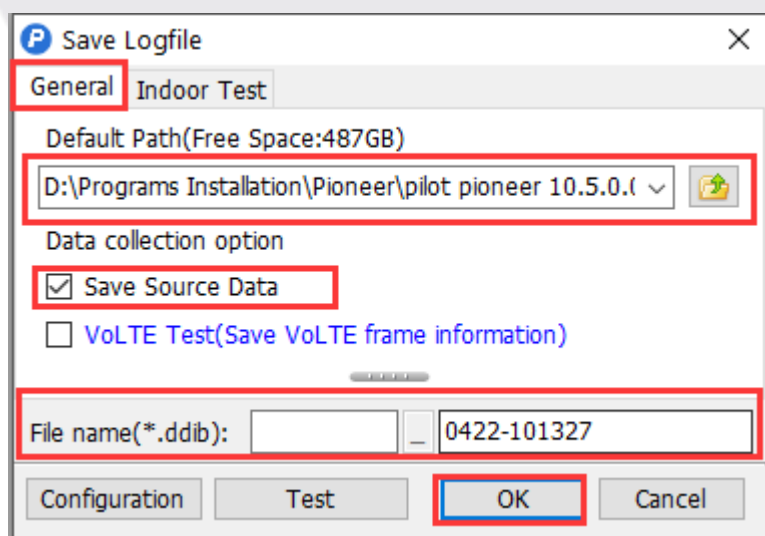 P Save Logfile
General Indoor Test
Default Path(Free Space:487GB)
D:\Programs Installation\Pioneer\pilot pioneer 10.5.0.0(
Data collection option
Save Source Data
VoLTE Test(Save VoLTE frame information)
File name(*.ddib): _ 0422-101327
Configuration Test OK Cancel